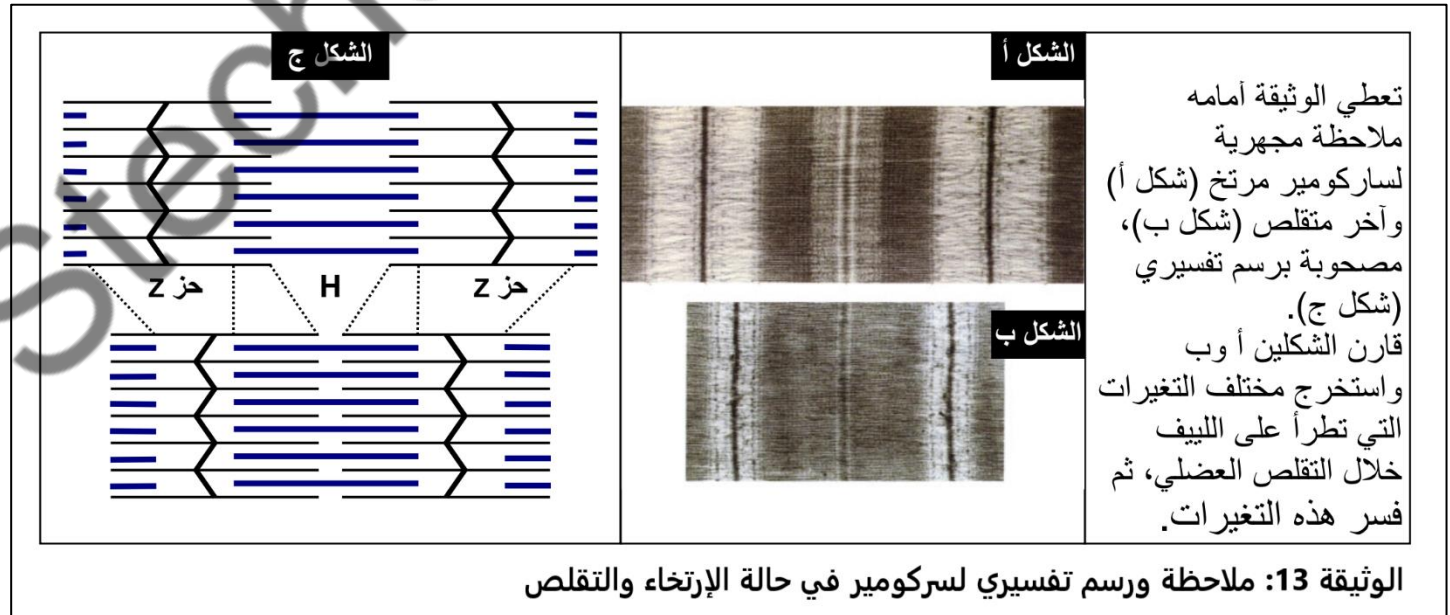 تعطي الوثيقة أمامه
ملاحظة مجهرية
لساركومير مرتخ (شكل أ)
وآخر متقلص (شكل ب)،
مصحوبة برسم تفسيري
(شكل ج).
قارن الشكلين أ وب
واستخرج مختلف التغيرات
التي تطرأ على اللييف
خلال التقلص العضلي، ثم
فسر هذه التغيرات.
الشكل أ
الشكل ب
الشكل ج
حز Z
H
حز Z
الوثيقة 13: ملاحظة ورسم تفسيري لسركومير في حالة الإرتخاء والتقلص
Stech